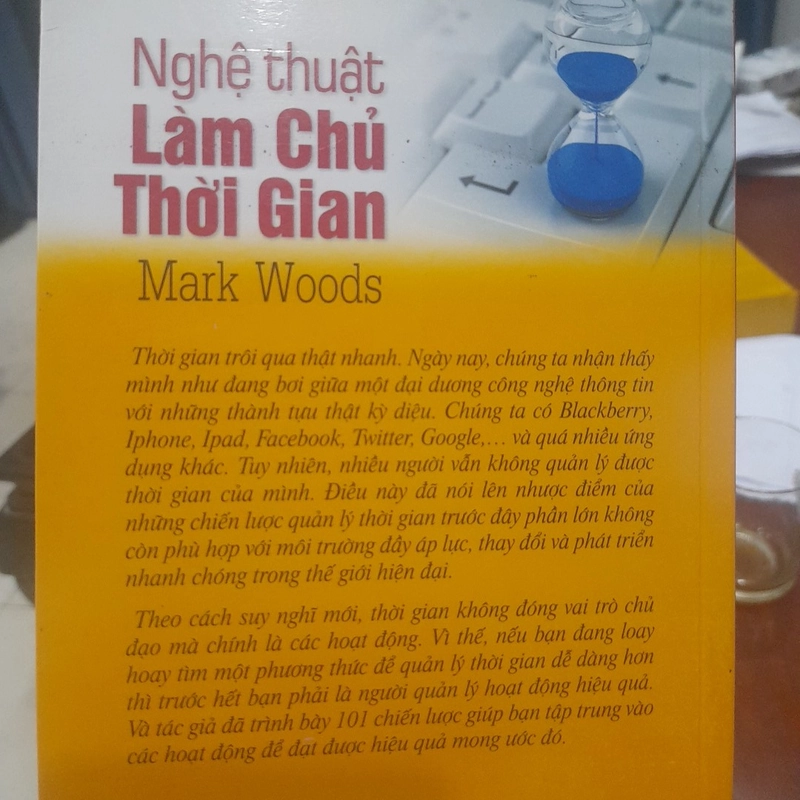 Nghệ thuật
Làm Chủ
Thời Gian
Mark Woods
Thời gian trôi qua thật nhanh. Ngày nay, chúng ta nhận thấy
mình như đang bơi giữa một đại dương công nghệ thông tin
với những thành tựu thật kỳ diệu. Chúng ta có Blackberry,
Iphone, Ipad, Facebook, Twitter, Google,... và quá nhiều ứng
dụng khác. Tuy nhiên, nhiều người vẫn không quản lý được
thời gian của mình. Điều này đã nói lên nhược điểm của
những chiến lược quản lý thời gian trước đây phần lớn không
còn phù hợp với môi trường đầy áp lực, thay đổi và phát triển
nhanh chóng trong thế giới hiện đại.
Theo cách suy nghĩ mới, thời gian không đóng vai trò chủ
đạo mà chính là các hoạt động. Vì thế, nếu bạn đang loay
hoay tìm một phương thức để quản lý thời gian dễ dàng hơn
thì trước hết bạn phải là người quản lý hoạt động hiệu quả.
Và tác giả đã trình bày 101 chiến lược giúp bạn tập trung vào
các hoạt động để đạt được hiệu quả mong ước đó.